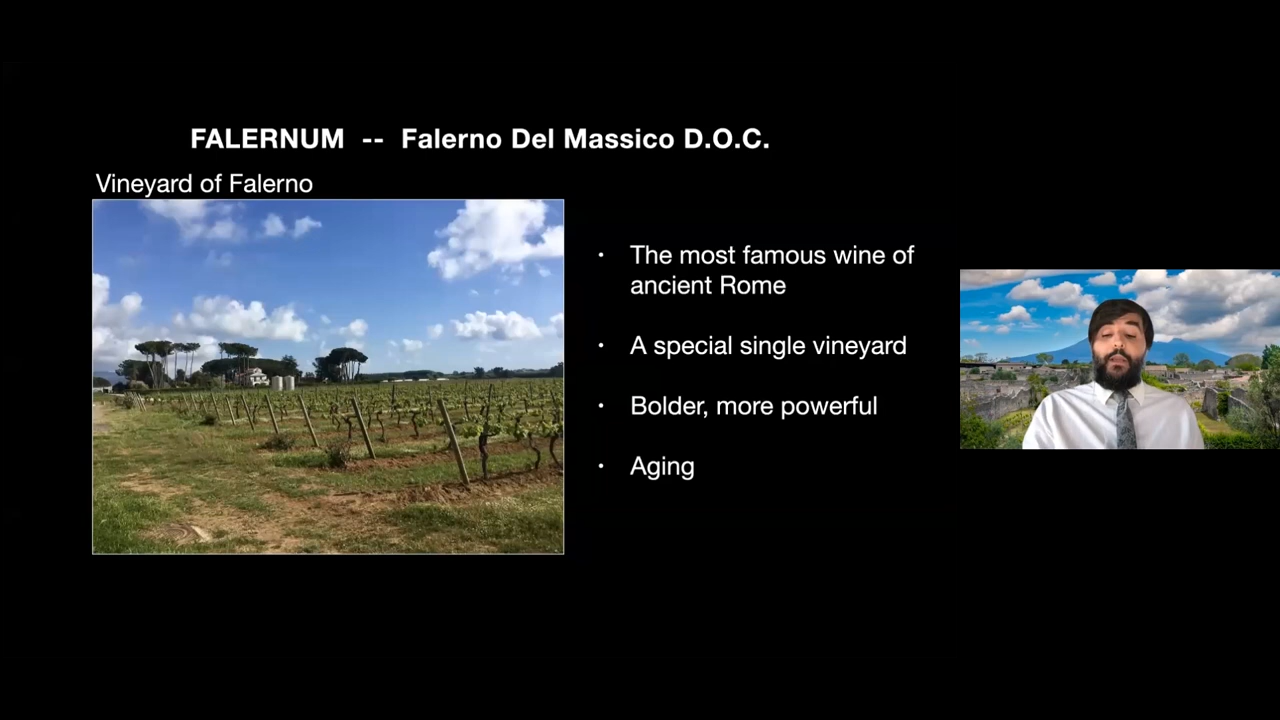 FALERNUM -- Falerno Del Massico D.O.C.
Vineyard of Falerno
• The most famous wine of
ancient Rome
• A special single vineyard
• Bolder, more powerful
• Aging